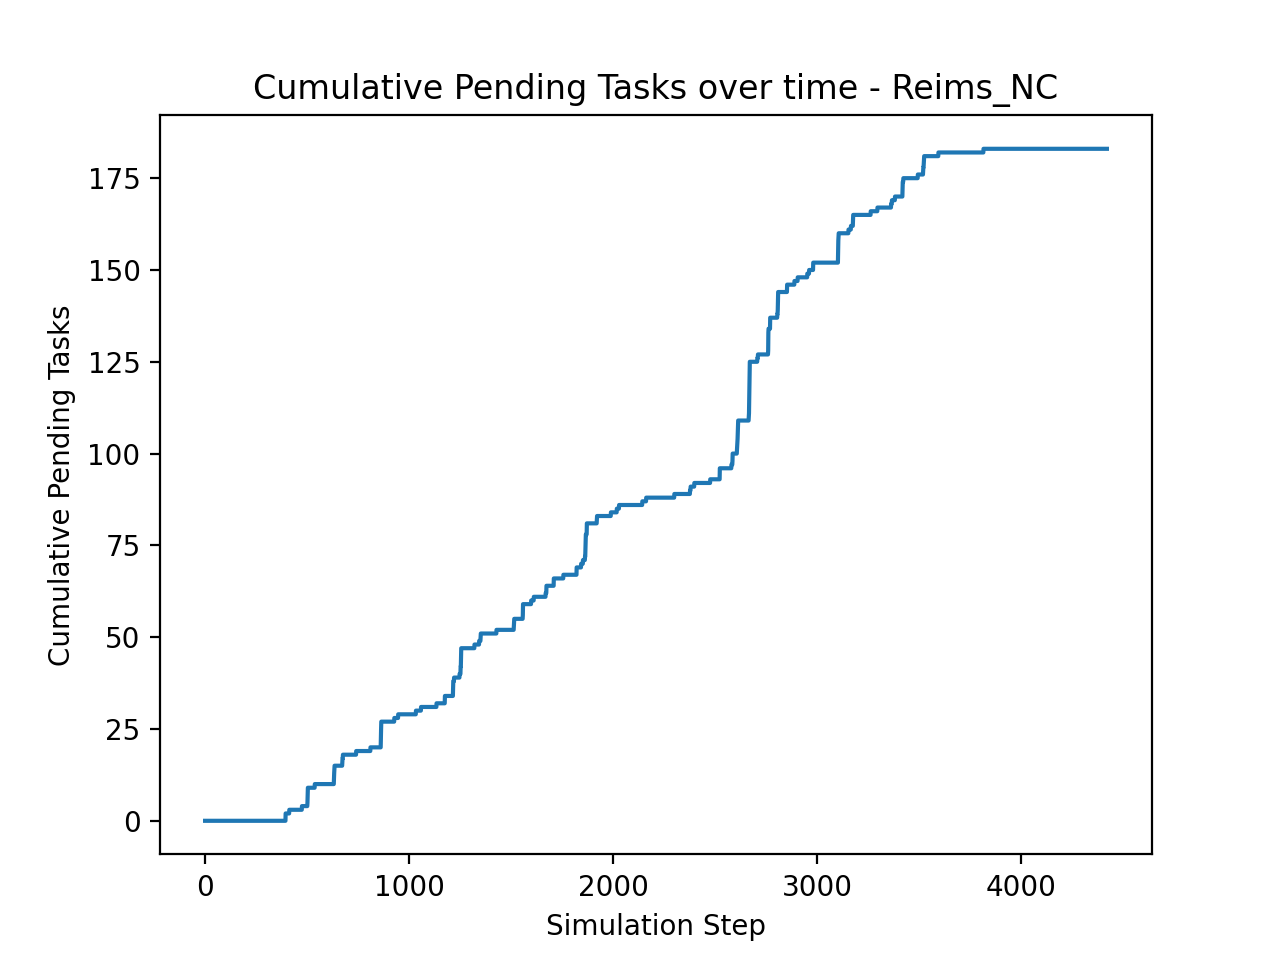 Cumulative Pending Tasks over time - Reims_NC
Cumulative Pending Tasks
175
150
125
100
75
50
25
0
0 1000 2000 3000 4000
Simulation Step